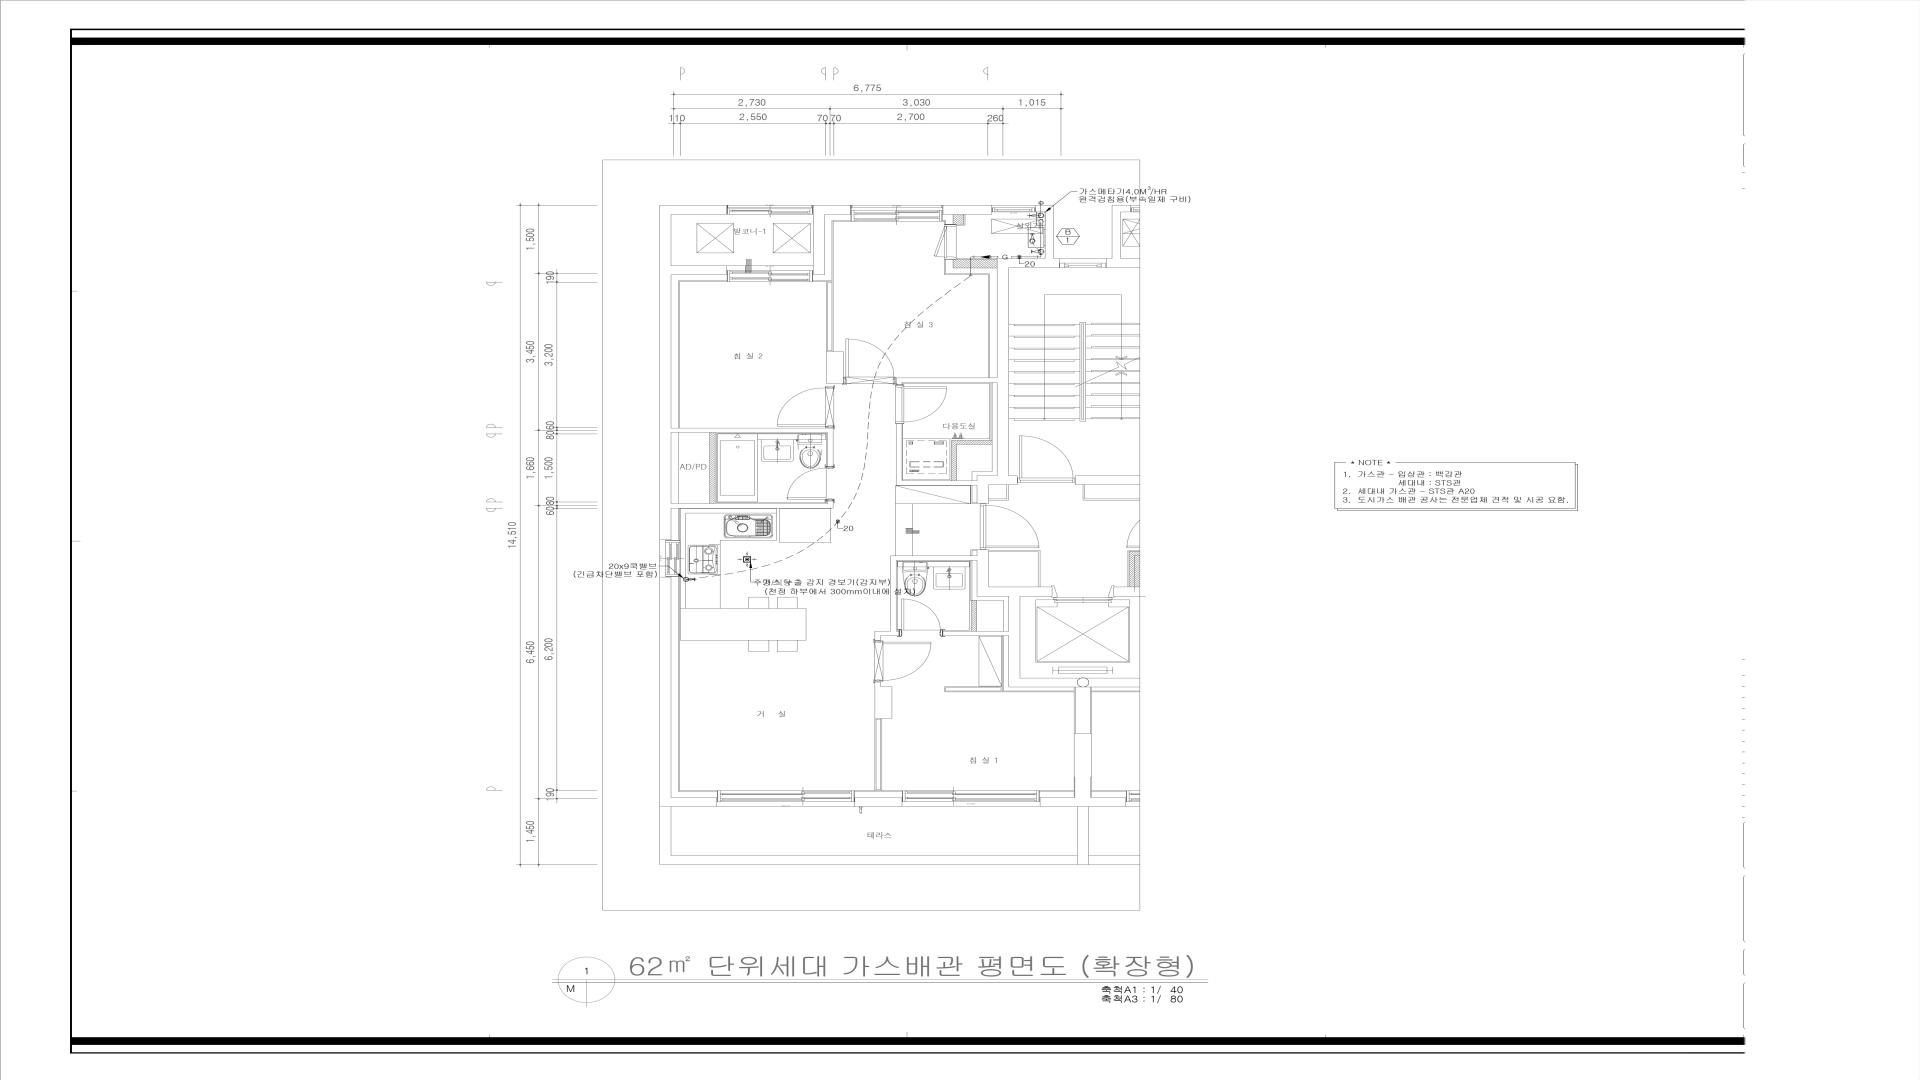 6,775
2,730
3,030
1,015
110
2,550
70
70
2,700
260
가스메타기4.0M³/HR
원격검침용(부속일체 구비)
발코니-1
B
1
G
20
1,500
190
침 실 3
침 실 2
3,450
3,200
다용도실
80
60
AD/PD
1,660
1,500
60
80
14,510
20
20x9콕밸브
(긴급차단밸브 포함)
누출 감지 경보기(감지부)
(천정 하부에서 300mm이내에 설치)
6,450
6,200
거 실
침 실 1
190
테라스
1,450
* NOTE *
1. 가스관 - 입상관 : 백강관
세대내 : STS관
2. 세대내 가스관 - STS관 A20
3. 도시가스 배관 공사는 전문업체 견적 및 시공 요함.
1
M
62㎡ 단위세대 가스배관 평면도 (확장형)
축척A1 : 1/ 40
축척A3 : 1/ 80